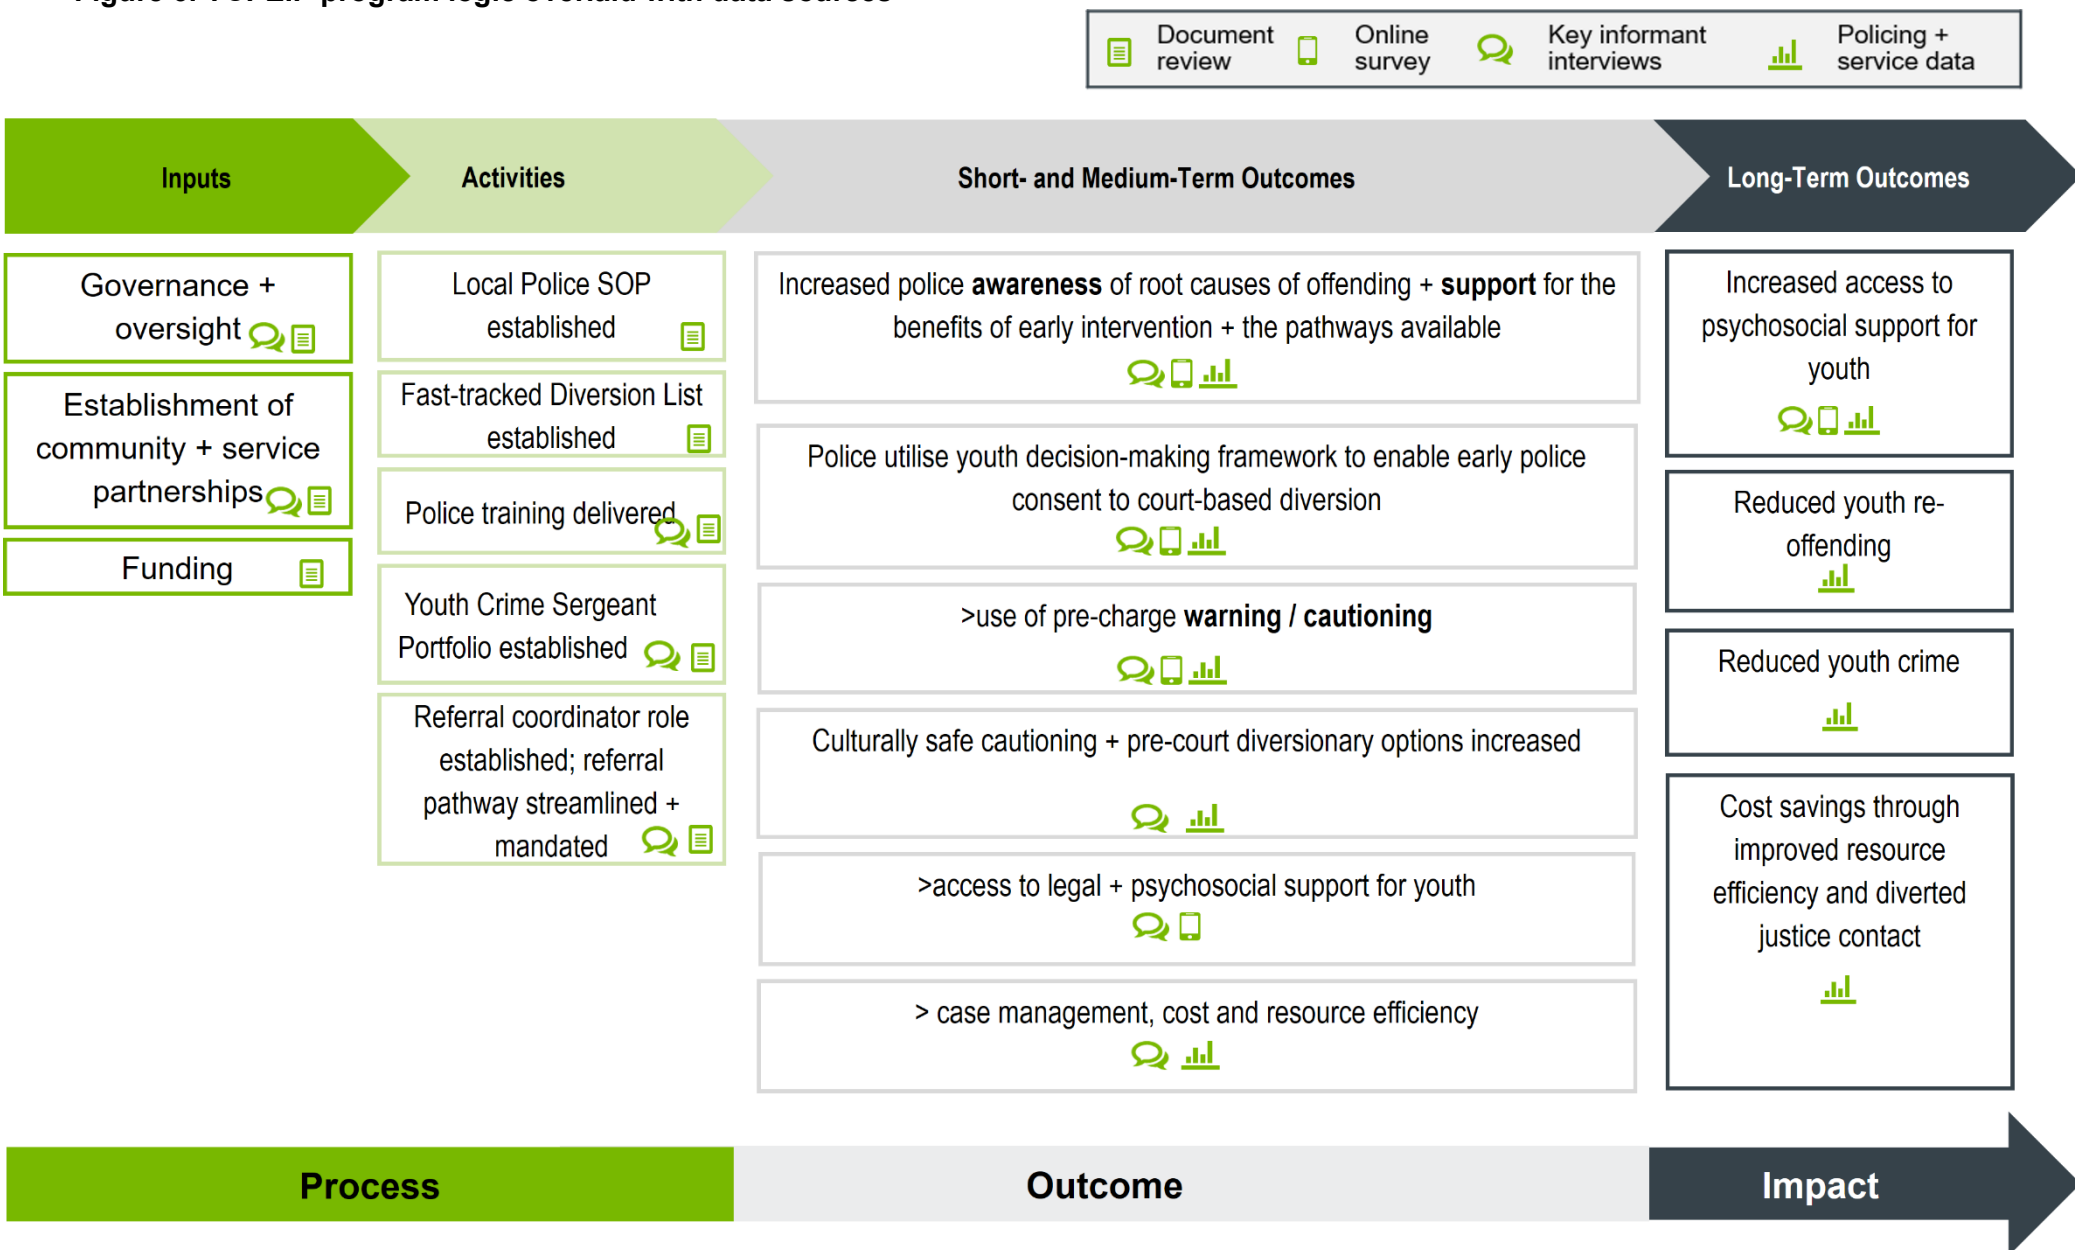 program logic overlaid with data sources
Document
review
Online
survey
Key informant
interviews
Policing +
service data
Inputs
Activities
Short- and Medium-Term Outcomes
Long-Term Outcomes
Governance +
oversight
Establishment of
community + service
partnerships
Funding
Local Police SOP
established
Fast-tracked Diversion List
established
Police training delivered
Youth Crime Sergeant
Portfolio established
Referral coordinator role
established; referral
pathway streamlined +
mandated
Increased police awareness of root causes of offending + support for the
benefits of early intervention + the pathways available
Police utilise youth decision-making framework to enable early police
consent to court-based diversion
>use of pre-charge warning / cautioning
Culturally safe cautioning + pre-court diversionary options increased
>access to legal + psychosocial support for youth
> case management, cost and resource efficiency
Increased access to
psychosocial support for
youth
Reduced youth re-
offending
Reduced youth crime
Cost savings through
improved resource
efficiency and diverted
justice contact
Process
Outcome
Impact